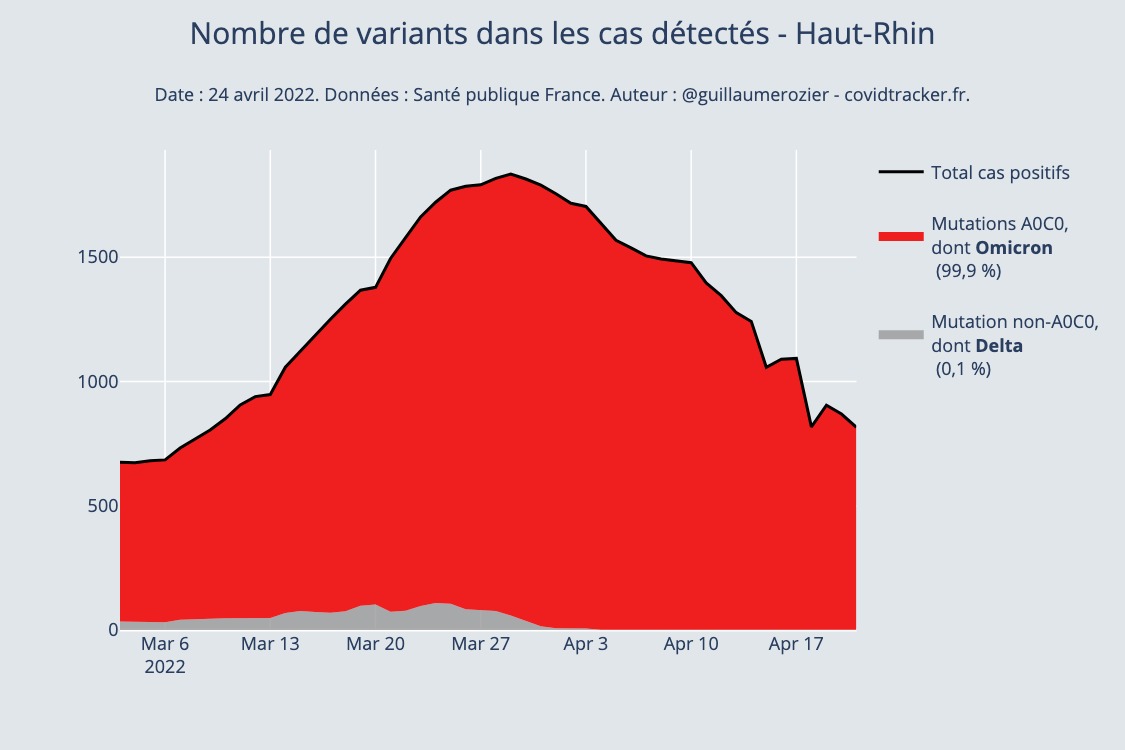 Nombre de variants dans les cas détectés - Haut-Rhin
Date : 24 avril 2022. Données : Santé publique France. Auteur : @guillaumerozier - covidtracker.fr.
Total cas positifs
Mutations A0C0,
dont Omicron
(99,9 %)
Mutation non-A0C0,
dont Delta
(0,1 %)
1500
1000
500
0
Mar 6 Mar 13 Mar 20 Mar 27 Apr 3 Apr 10 Apr 17
2022